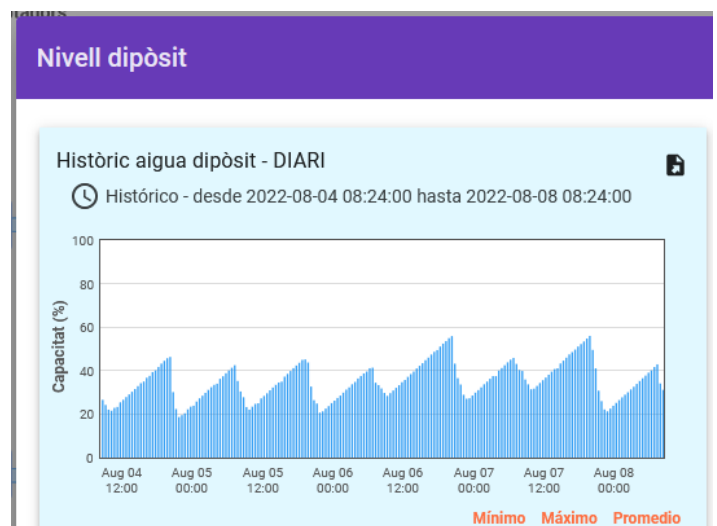 Nivell dipòsit
Històric aigua dipòsit - DIARI
Histórico - desde 2022-08-04 08:24:00 hasta 2022-08-08 08:24:00
Capacitat (%)
100
80
60
40
20
0
Aug 04 Aug 05 Aug 05 Aug 06 Aug 06 Aug 07 Aug 07 Aug 08
12:00 00:00 12:00 00:00 12:00 00:00 12:00 00:00
Mínimo Máximo Promedio